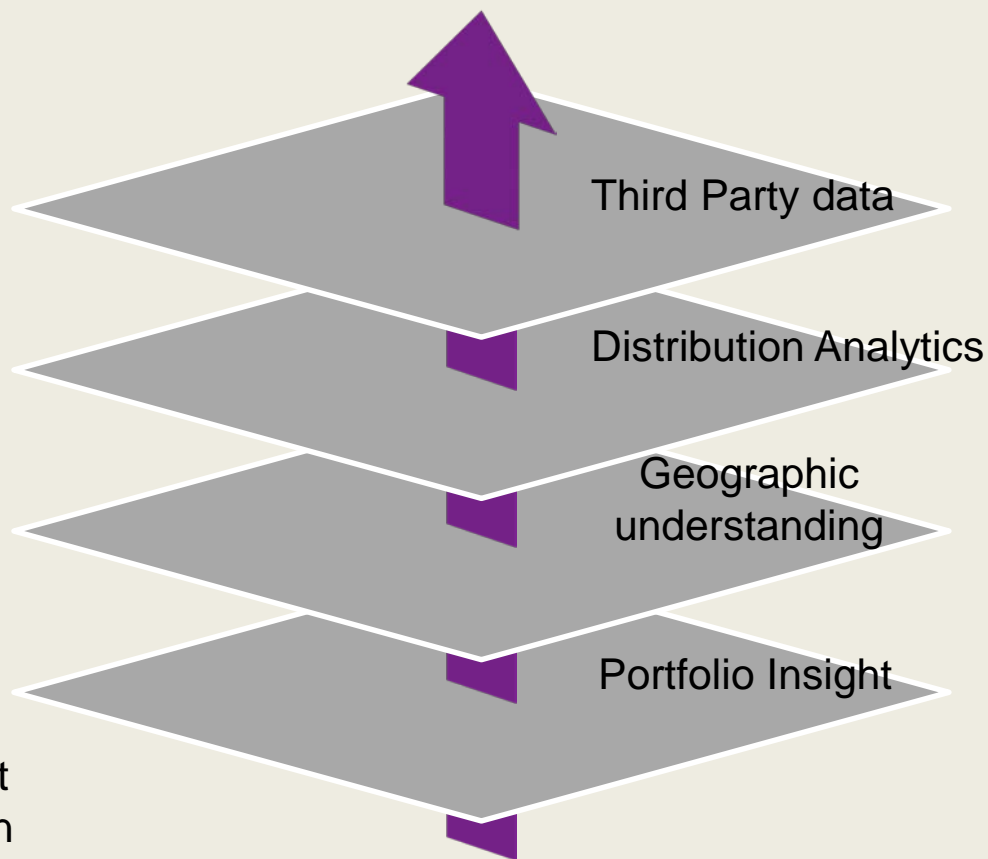 Third Party data
Distribution Analytics
Geographic
understanding
Portfolio Insight